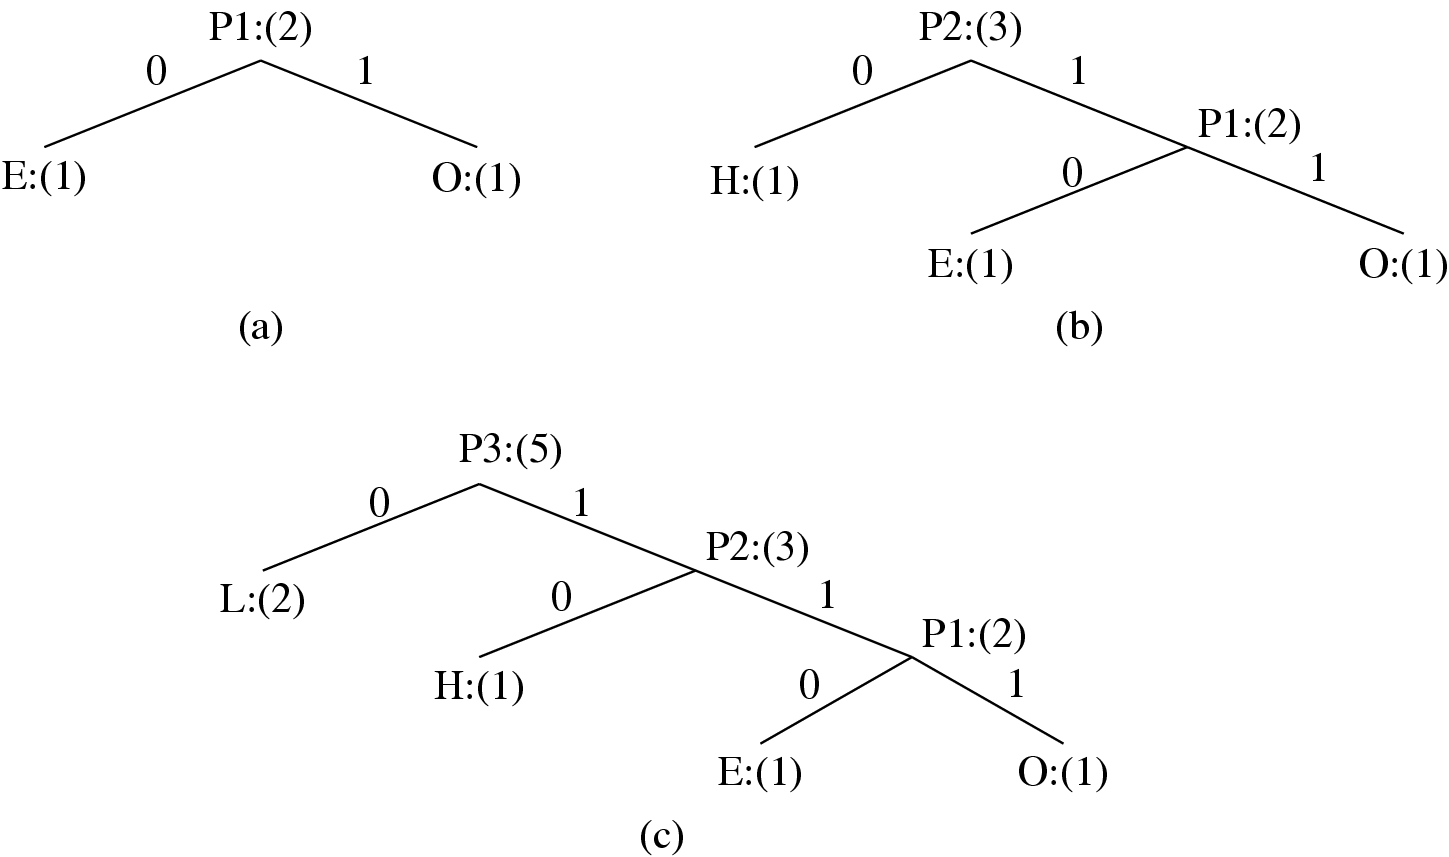 P1:(2)
0 1
E:(1) O:(1)
(a)
P2:(3)
0 1
P1:(2)
H:(1) 0 1
E:(1) O:(1)
(b)
P3:(5)
0 1
P2:(3)
L:(2) 0 1
P1:(2)
H:(1) 0 1
E:(1) O:(1)
(c)